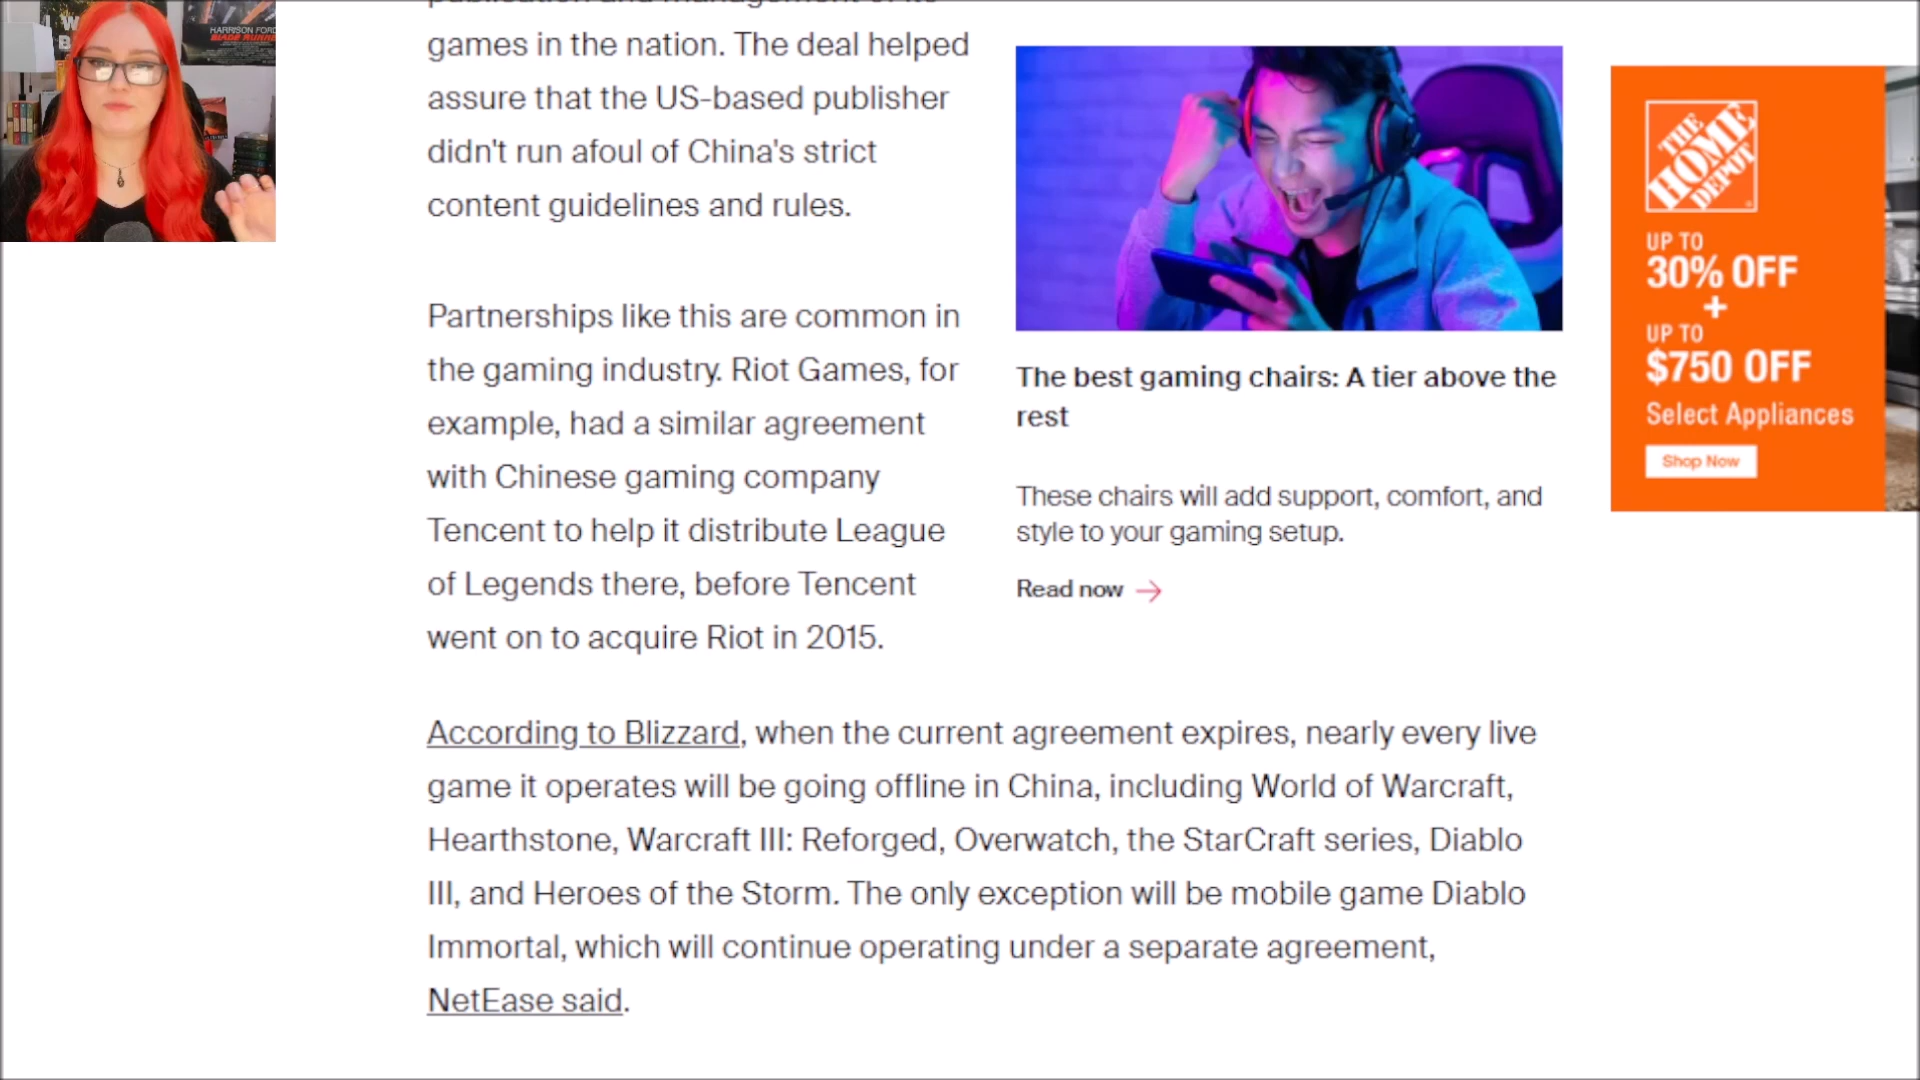 HARRISON FORD
games in the nation. The deal helped
assure that the US-based publisher
didn't run afoul of China's strict
content guidelines and rules.
Partnerships like this are common in
the gaming industry. Riot Games, for
example, had a similar agreement
with Chinese gaming company
Tencent to help it distribute League
of Legends there, before Tencent
went on to acquire Riot in 2015.
The best gaming chairs: A tier above the
rest
These chairs will add support, comfort, and
style to your gaming setup.
Read now
THE
HOME
DEPOT
UP TO
30% OFF
+
UP TO
$750 OFF
Select Appliances
Shop Now
According to Blizzard, when the current agreement expires, nearly every live
game it operates will be going offline in China, including World of Warcraft,
Hearthstone, Warcraft III: Reforged, Overwatch, the StarCraft series, Diablo
III, and Heroes of the Storm. The only exception will be mobile game Diablo
Immortal, which will continue operating under a separate agreement,
NetEase said.